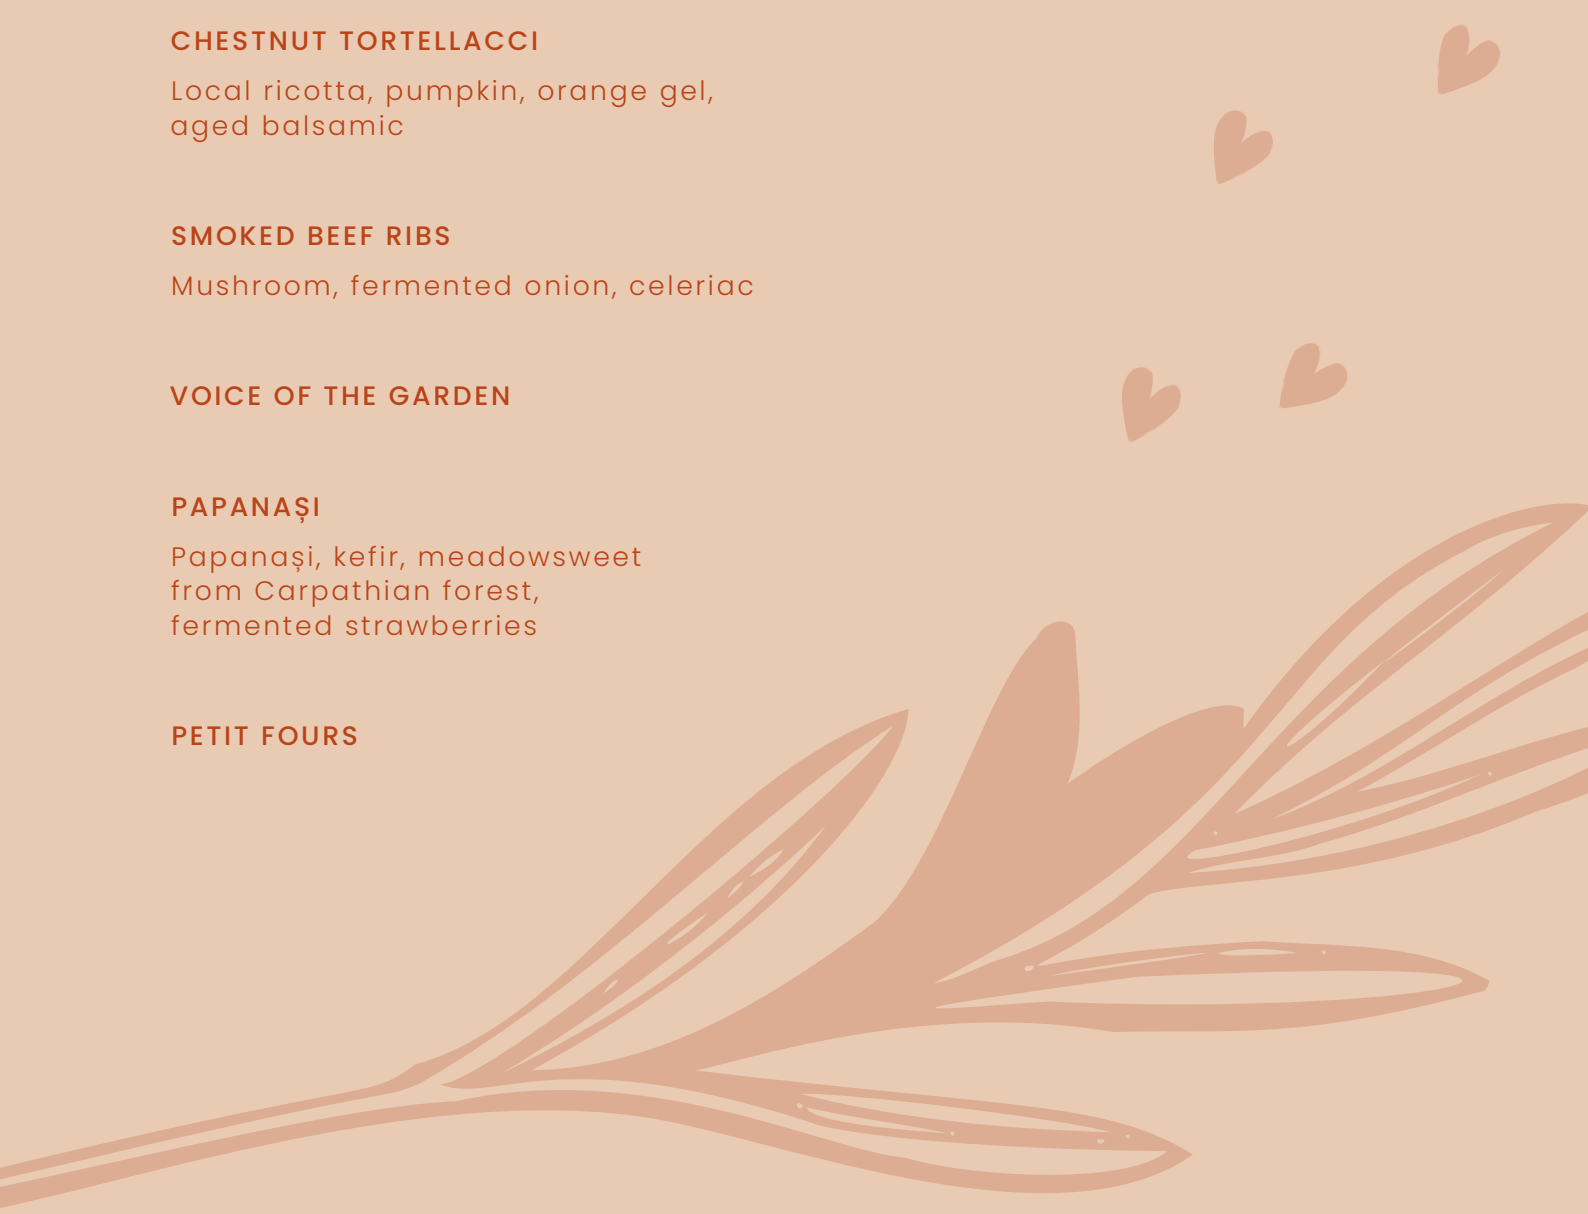 CHESTNUT TORTELLACCI
Local ricotta, pumpkin, orange gel,
aged balsamic
SMOKED BEEF RIBS
Mushroom, fermented onion, celeriac
VOICE OF THE GARDEN
PAPANAȘI
Papanași, kefir, meadowsweet
from Carpathian forest,
fermented strawberries
PETIT FOURS